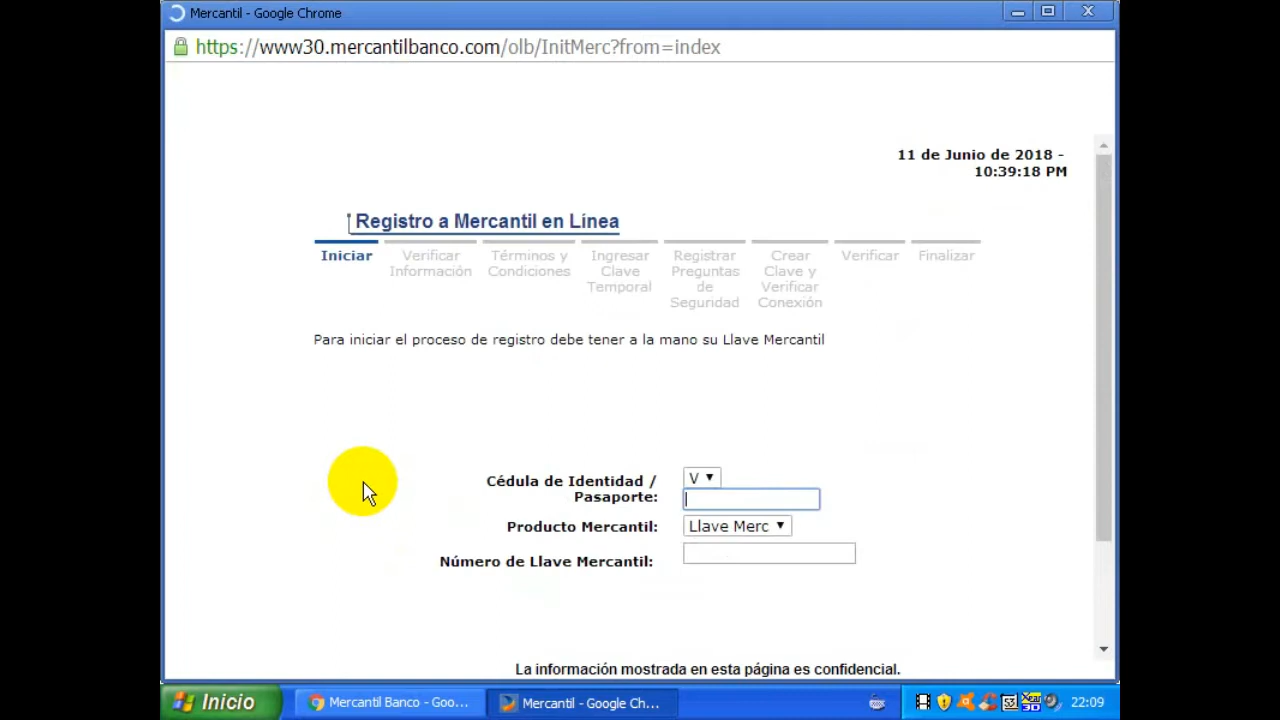 Mercantil - Google Chrome
https://www30.mercantilbanco.com/olb/InitMerc?from=index
11 de Junio de 2018 -
10:39:18 PM
Registro a Mercantil en Línea
Iniciar
Verificar
Información
Términos y
Condiciones
Ingresar
Clave
Temporal
Registrar
Preguntas
de
Seguridad
Crear
Clave y
Verificar
Conexión
Verificar
Finalizar
Para iniciar el proceso de registro debe tener a la mano su Llave Mercantil
Cédula de Identidad /
Pasaporte:
V
Producto Mercantil:
Llave Merc
Número de Llave Mercantil:
La información mostrada en esta página es confidencial.
Inicio
Mercantil Banco - Goo...
Mercantil - Google Ch...
22:09